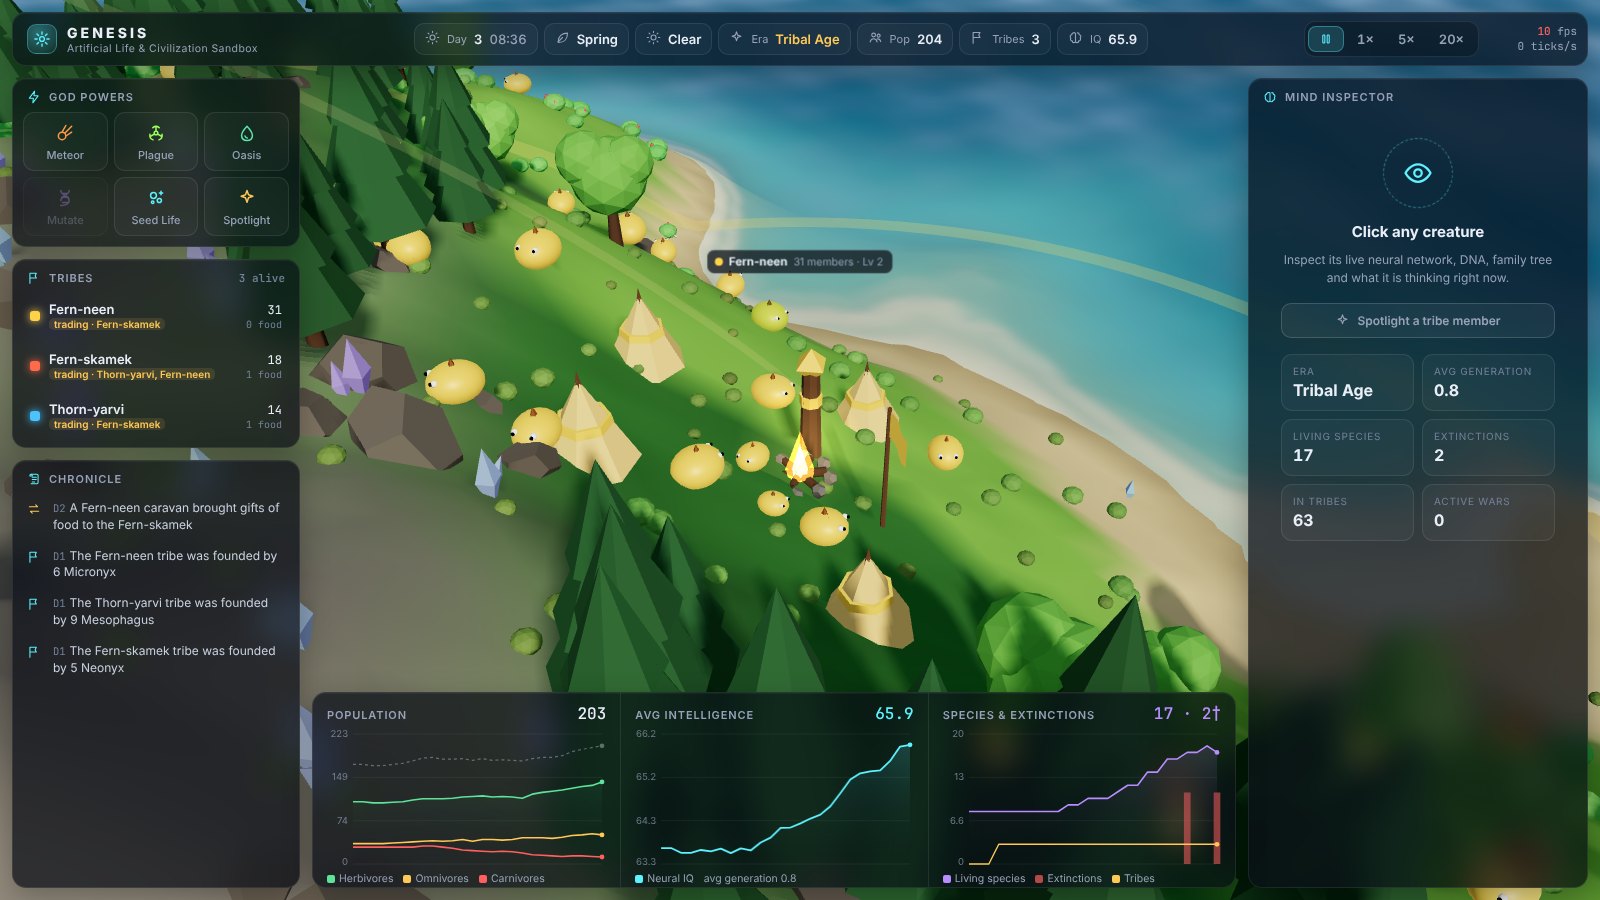 GENESIS
Artificial Life & Civilization Sandbox
Day 3 08:36
Spring
Clear
Era Tribal Age
Pop 204
Tribes 3
IQ 65.9
1×
5×
20×
10 fps
0 ticks/s
GOD POWERS
Meteor
Plague
Oasis
Mutate
Seed Life
Spotlight
TRIBES
3 alive
Fern-neen
31
trading · Fern-skamek
0 food
Fern-skamek
18
trading · Thorn-yarvi, Fern-neen
1 food
Thorn-yarvi
14
trading · Fern-skamek
1 food
CHRONICLE
D2 A Fern-neen caravan brought gifts of
food to the Fern-skamek
D1 The Fern-neen tribe was founded by
6 Micronyx
D1 The Thorn-yarvi tribe was founded
by 9 Mesophagus
D1 The Fern-skamek tribe was founded
by 5 Neonyx
Fern-neen 31 members · Lv 2
POPULATION
203
223
149
74
0
Herbivores
Omnivores
Carnivores
AVG INTELLIGENCE
65.9
66.2
65.2
64.3
63.3
Neural IQ
avg generation 0.8
SPECIES & EXTINCTIONS
17 · 2†
20
13
6.6
0
Living species
Extinctions
Tribes
MIND INSPECTOR
Click any creature
Inspect its live neural network, DNA, family tree
and what it is thinking right now.
Spotlight a tribe member
ERA
Tribal Age
AVG GENERATION
0.8
LIVING SPECIES
17
EXTINCTIONS
2
IN TRIBES
63
ACTIVE WARS
0